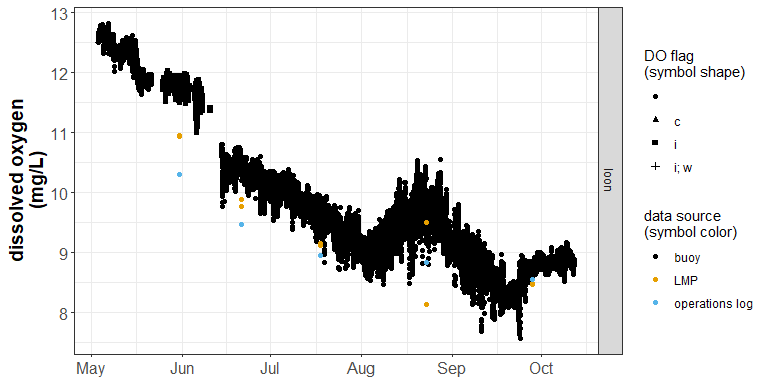 13
12
11
10
9
8
dissolved oxygen
(mg/L)
May
Jun
Jul
Aug
Sep
Oct
loon
DO flag
(symbol shape)
c
i
i; w
data source
(symbol color)
buoy
LMP
operations log